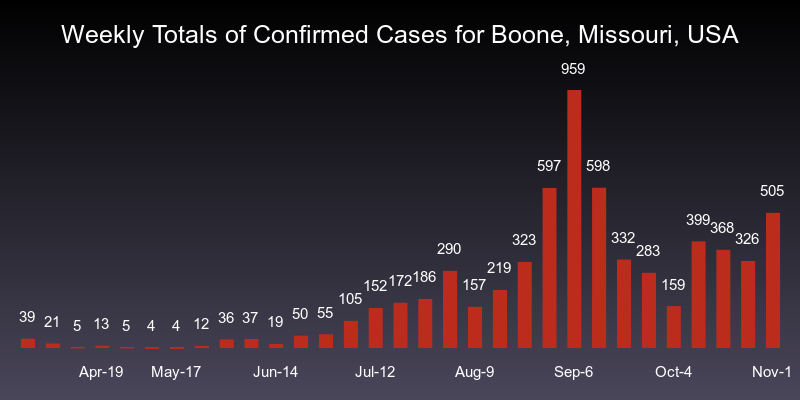 Weekly Totals of Confirmed Cases for Boone, Missouri, USA
39 21 5 13 5 4 4 12 36 37 19 50 55 105 152 172 186 290 157 219 323 597 959 598 332 283 159 399 368 326 505
Apr-19 May-17 Jun-14 Jul-12 Aug-9 Sep-6 Oct-4 Nov-1